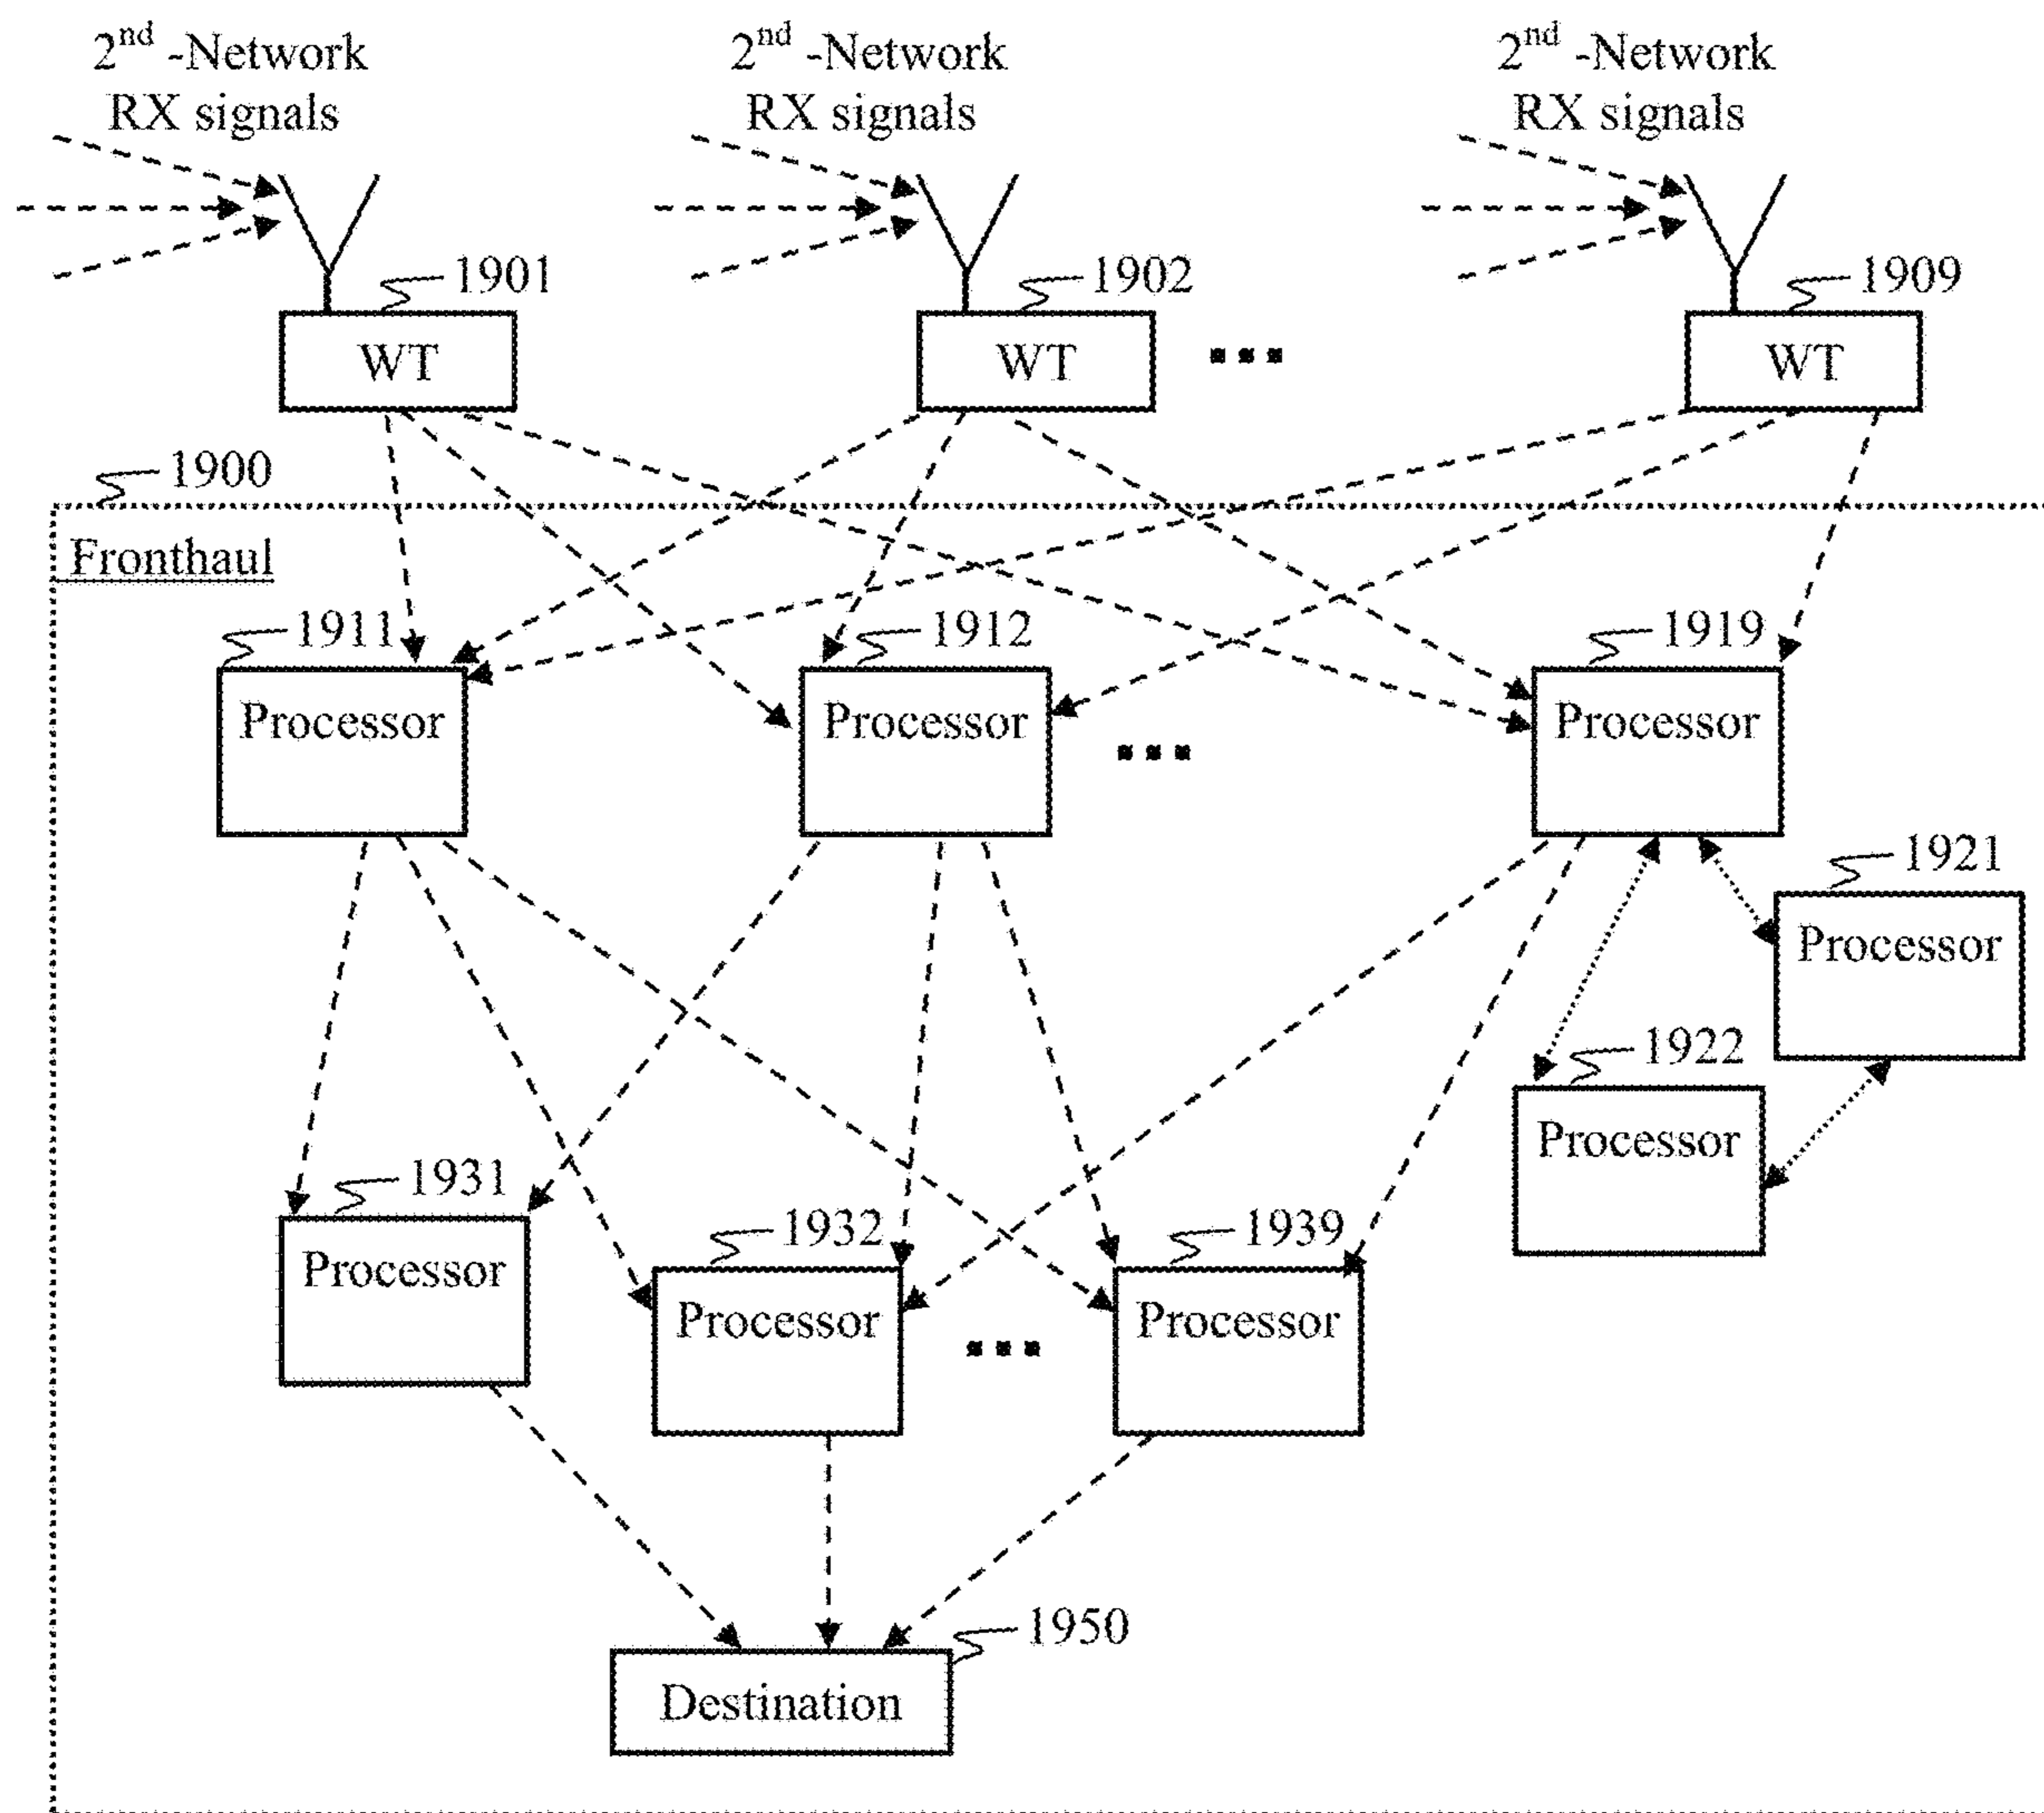 2nd -Network
RX signals
2nd -Network
RX signals
2nd -Network
RX signals
1901
1902
1909
WT
WT
...
WT
1900
Fronthaul
1911
1912
1919
Processor
Processor
...
Processor
1921
Processor
1922
Processor
1931
Processor
1932
1939
Processor
...
Processor
1950
Destination